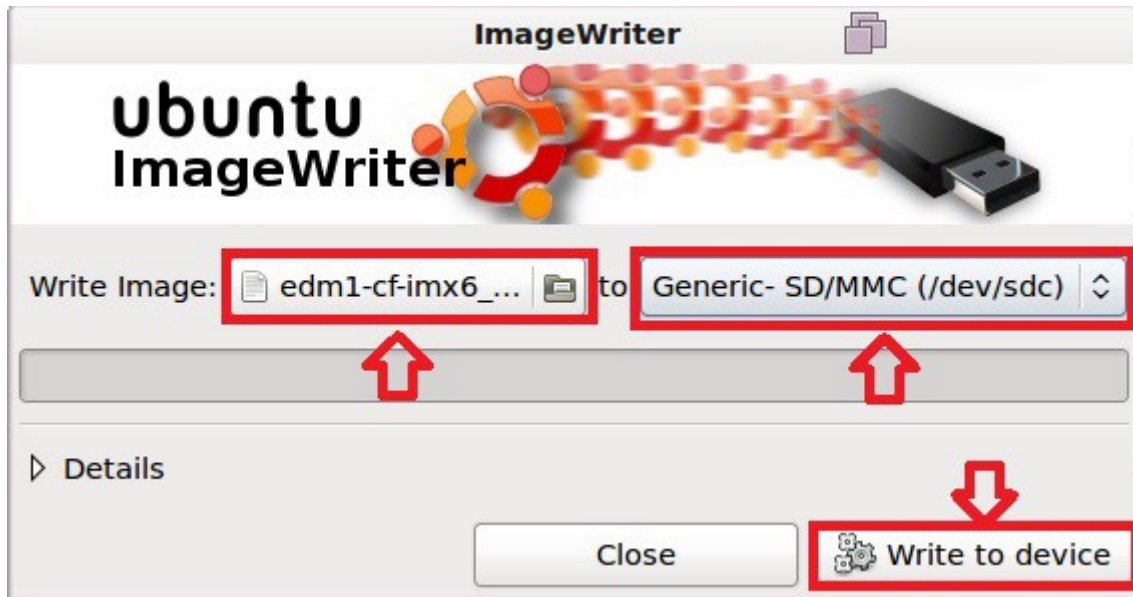 ImageWriter
ubuntu
ImageWriter
Write Image: edm1-cf-imx6_... to Generic- SD/MMC (/dev/sdc)
Details
Close Write to device